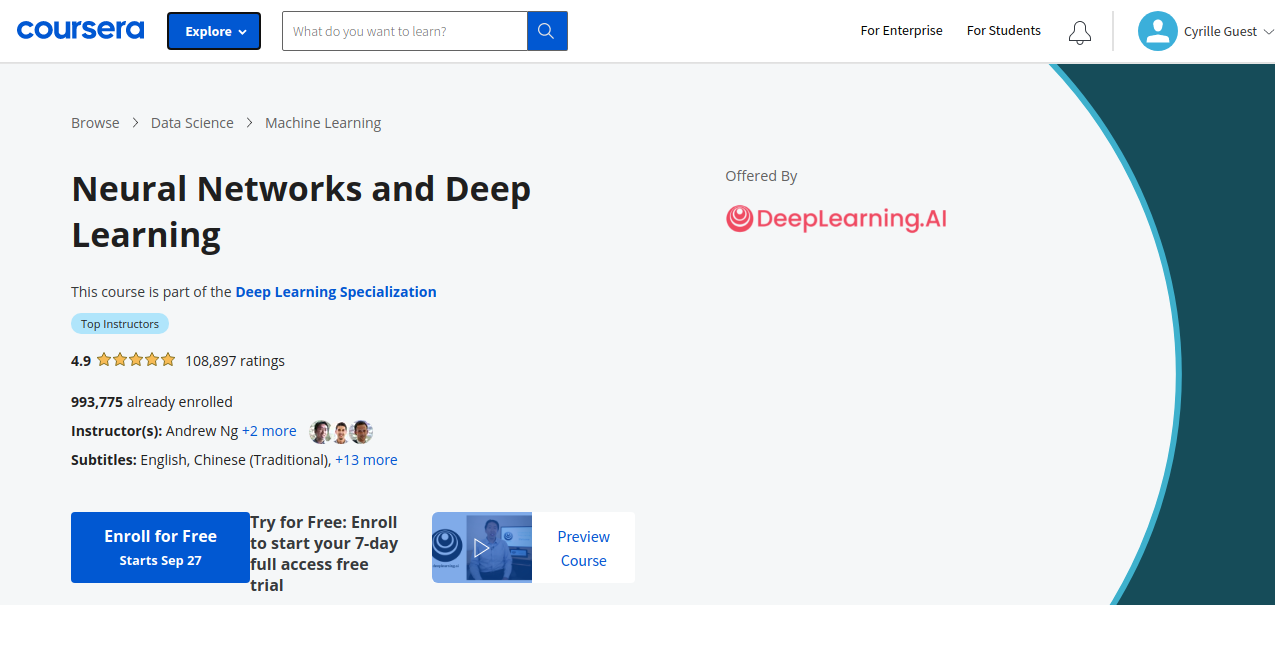 coursera
Explore
What do you want to learn?
For Enterprise
For Students
Cyrille Guest
Browse > Data Science > Machine Learning
Neural Networks and Deep
Learning
Offered By
DeepLearning.AI
This course is part of the Deep Learning Specialization
Top Instructors
4.9 108,897 ratings
993,775 already enrolled
Instructor(s): Andrew Ng +2 more
Subtitles: English, Chinese (Traditional), +13 more
Enroll for Free
Starts Sep 27
Try for Free: Enroll
to start your 7-day
full access free
trial
deeplearning.ai
Preview
Course